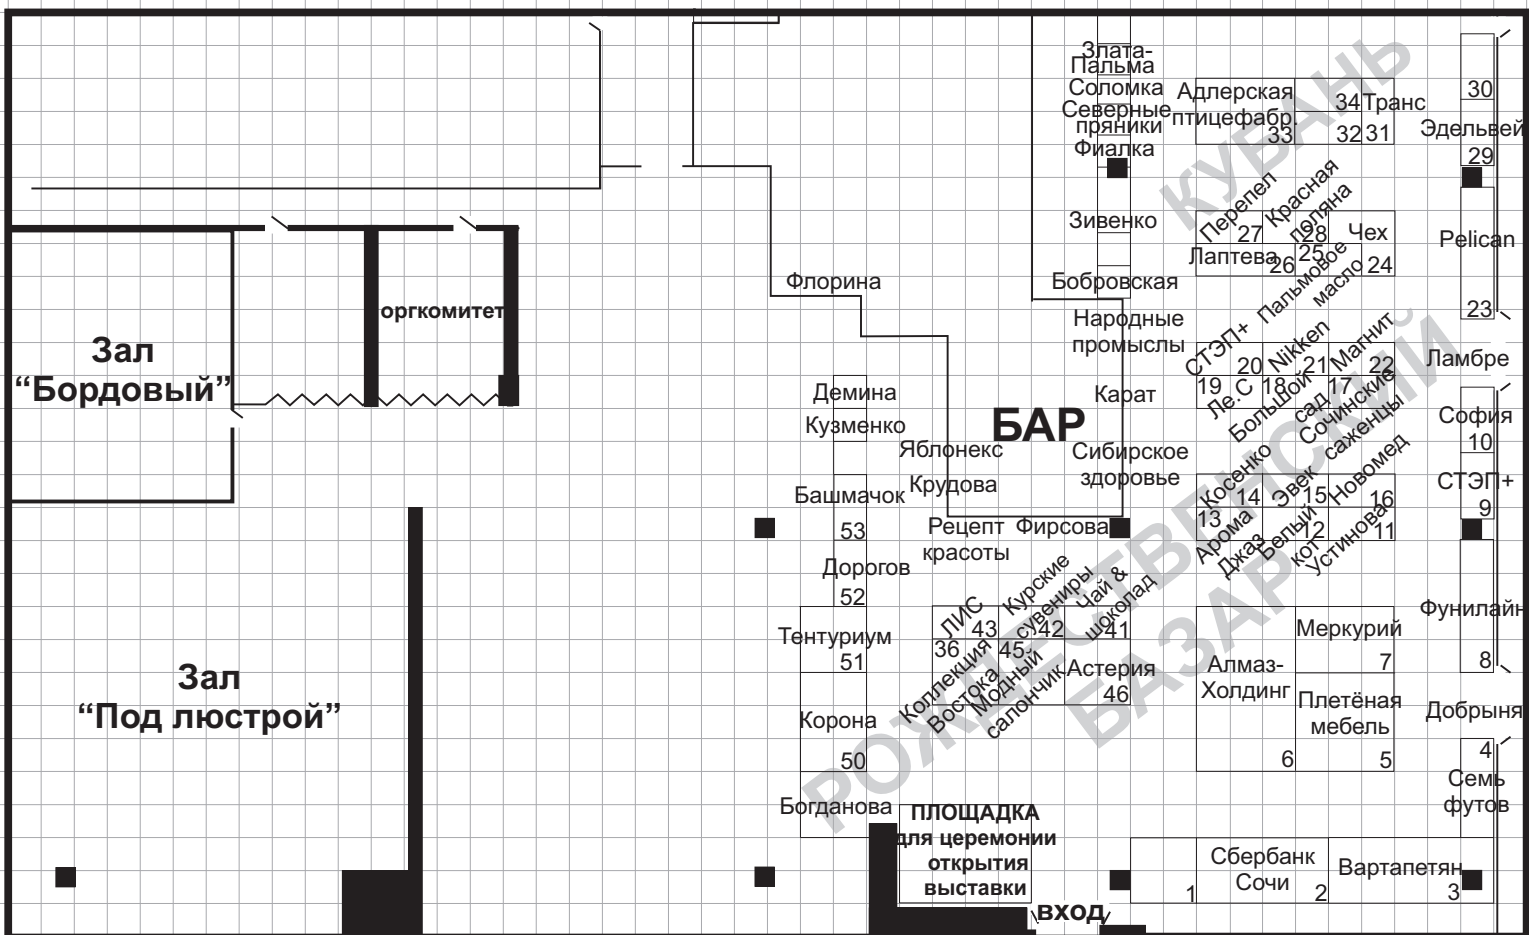 Злата-
Пальма
Соломка
Северные
пряники
Фиалка
Адлерская
птицефабр.
33
34
32
Транс
31
30
Эдельвей
29
КУБАНЬ
Перепел
27
Красная
поляна
28
Чех
Лаптева
26
25
Пальмовое
масло
24
Pelican
23
Зивенко
Бобровская
Флорина
Народные
промыслы
Карат
Сибирское
здоровье
оргкомитет
Зал
“Бордовый”
БАР
СТЭП+
20
Nikken
21
Магнит
22
19
Ле.С
18
Большой
сад
17
Сочинские
саженцы
Ламбре
София
10
СТЭП+
9
Демина
Кузменко
Яблонекс
Крудова
Башмачок
53
Рецепт
красоты
Фирсова
Косенко
14
Эвек
15
Новомед
16
13
Арома
Джаз
Белый
кот
12
Устинова
11
Дорогов
52
Тентуриум
51
Корона
50
Богданова
ЛИС
43
Курские
сувениры
42
Чай &
шоколад
41
36
Коллекция
Востока
45
Модный
салончик
Астерия
46
Алмаз-
Холдинг
6
Меркурий
7
Плетёная
мебель
5
Фунилайн
8
Добрыня
4
Семь
футов
РОЖДЕСТВЕНСКИЙ
БАЗАР
Зал
“Под люстрой”
ПЛОЩАДКА
для церемонии
открытия
выставки
вход
1
Сбербанк
Сочи
2
Вартапетян
3